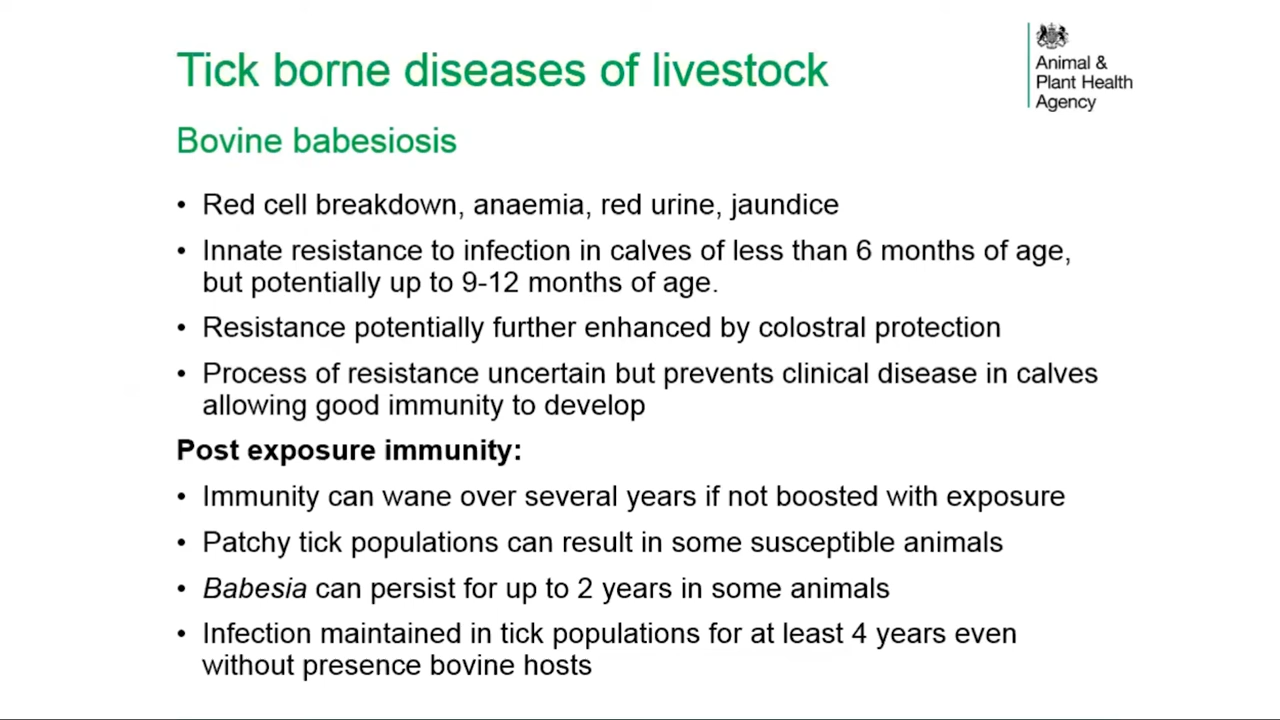 Tick borne diseases of livestock
Animal &
Plant Health
Agency
Bovine babesiosis
• Red cell breakdown, anaemia, red urine, jaundice
• Innate resistance to infection in calves of less than 6 months of age,
but potentially up to 9-12 months of age.
• Resistance potentially further enhanced by colostral protection
• Process of resistance uncertain but prevents clinical disease in calves
allowing good immunity to develop
Post exposure immunity:
• Immunity can wane over several years if not boosted with exposure
• Patchy tick populations can result in some susceptible animals
• Babesia can persist for up to 2 years in some animals
• Infection maintained in tick populations for at least 4 years even
without presence bovine hosts